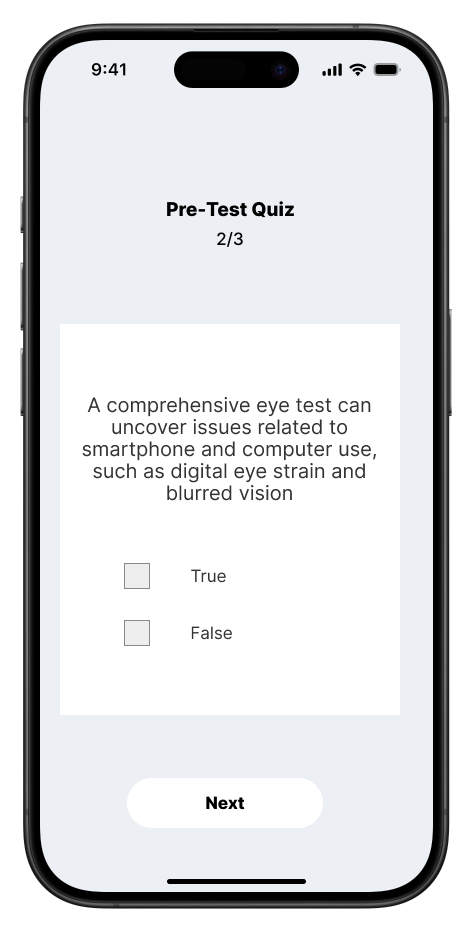 9:41
Pre-Test Quiz
2/3
A comprehensive eye test can
uncover issues related to
smartphone and computer use,
such as digital eye strain and
blurred vision
True
False
Next